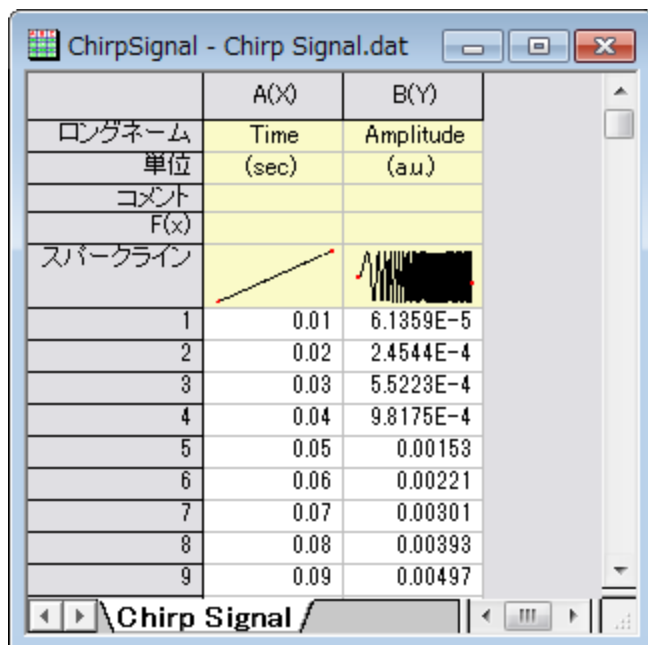 ChirpSignal - Chirp Signal.dat
A(X) B(Y)
ロングネーム Time Amplitude
単位 (sec) (a.u.)
コメント
F(x)
スパークライン
1 0.01 6.1359E-5
2 0.02 2.4544E-4
3 0.03 5.5223E-4
4 0.04 9.8175E-4
5 0.05 0.00153
6 0.06 0.00221
7 0.07 0.00301
8 0.08 0.00393
9 0.09 0.00497
Chirp Signal